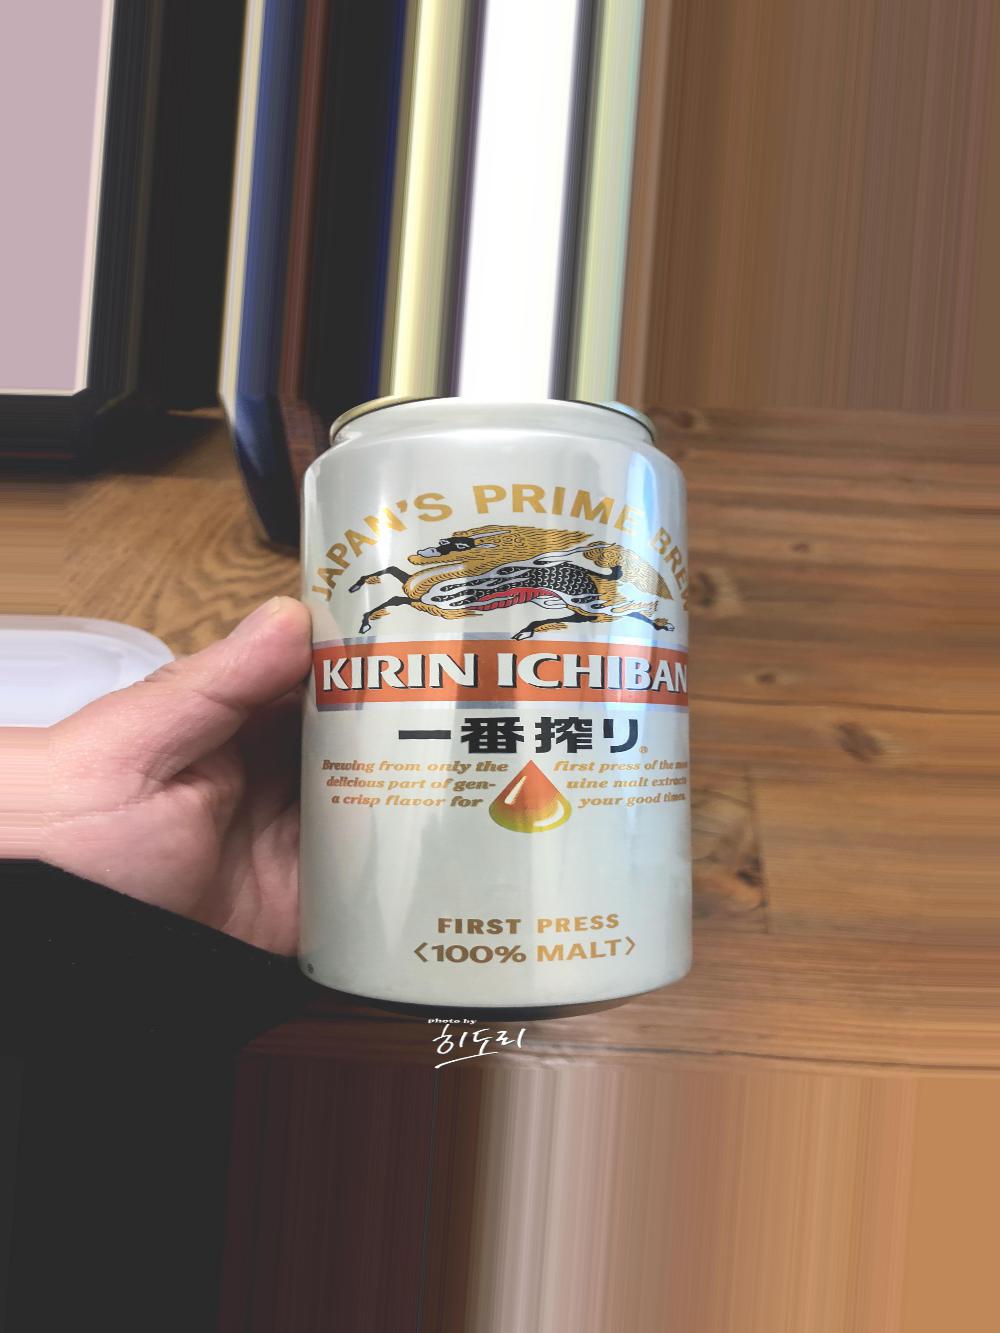 JAPAN'S PRIME BREW
KIRIN ICHIBAN
一番搾り®
Brewing from only the first press of the most
delicious part of gen- uine malt extracts
a crisp flavor for your good times.
FIRST PRESS
〈100% MALT〉
photo by
히도리